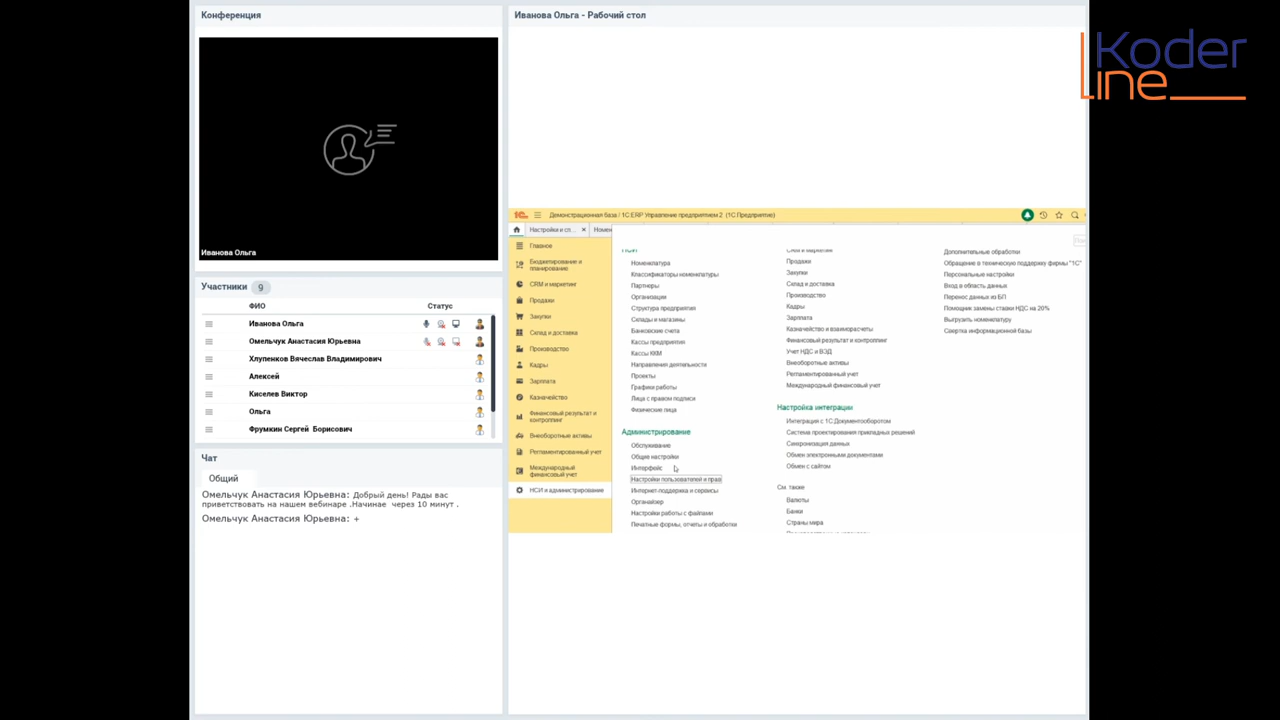 Конференция
Иванова Ольга
Участники 9
ФИО Статус
Иванова Ольга
Омельчук Анастасия Юрьевна
Хлупенков Вячеслав Владимирович
Алексей
Киселев Виктор
Ольга
Фрумкин Сергей Борисович
Чат
Общий
Омельчук Анастасия Юрьевна: Добрый день! Рады вас
приветствовать на нашем вебинаре .Начинае через 10 минут .
Омельчук Анастасия Юрьевна: +
Иванова Ольга - Рабочий стол
Koder
line
Демонстрационная база / 1С:ERP Управление предприятием 2 (1С:Предприятие)
Настройки и сп... ×
Номен
Главное
Бюджетирование и
планирование
CRM и маркетинг
Продажи
Закупки
Склад и доставка
Производство
Кадры
Зарплата
Казначейство
Финансовый результат и
контроллинг
Внеоборотные активы
Регламентированный учет
Международный
финансовый учет
НСИ и администрирование
НСИ
Номенклатура
Классификаторы номенклатуры
Партнеры
Организации
Структура предприятия
Склады и магазины
Банковские счета
Кассы предприятия
Кассы ККМ
Направления деятельности
Проекты
Графики работы
Лица с правом подписи
Физические лица
Администрирование
Обслуживание
Общие настройки
Интерфейс
Настройки пользователей и прав
Интернет-поддержка и сервисы
Органайзер
Настройки работы с файлами
Печатные формы, отчеты и обработки
CRM и маркетинг
Продажи
Закупки
Склад и доставка
Производство
Кадры
Зарплата
Казначейство и взаиморасчеты
Финансовый результат и контроллинг
Учет НДС и ВЭД
Внеоборотные активы
Регламентированный учет
Международный финансовый учет
Настройка интеграции
Интеграция с 1С:Документооборотом
Система проектирования прикладных решений
Синхронизация данных
Обмен электронными документами
Обмен с сайтом
См. также
Валюты
Банки
Страны мира
Дополнительные обработки
Обращение в техническую поддержку фирмы "1С"
Персональные настройки
Вход в область данных
Перенос данных из БП
Помощник замены ставки НДС на 20%
Выгрузить номенклатуру
Свертка информационной базы